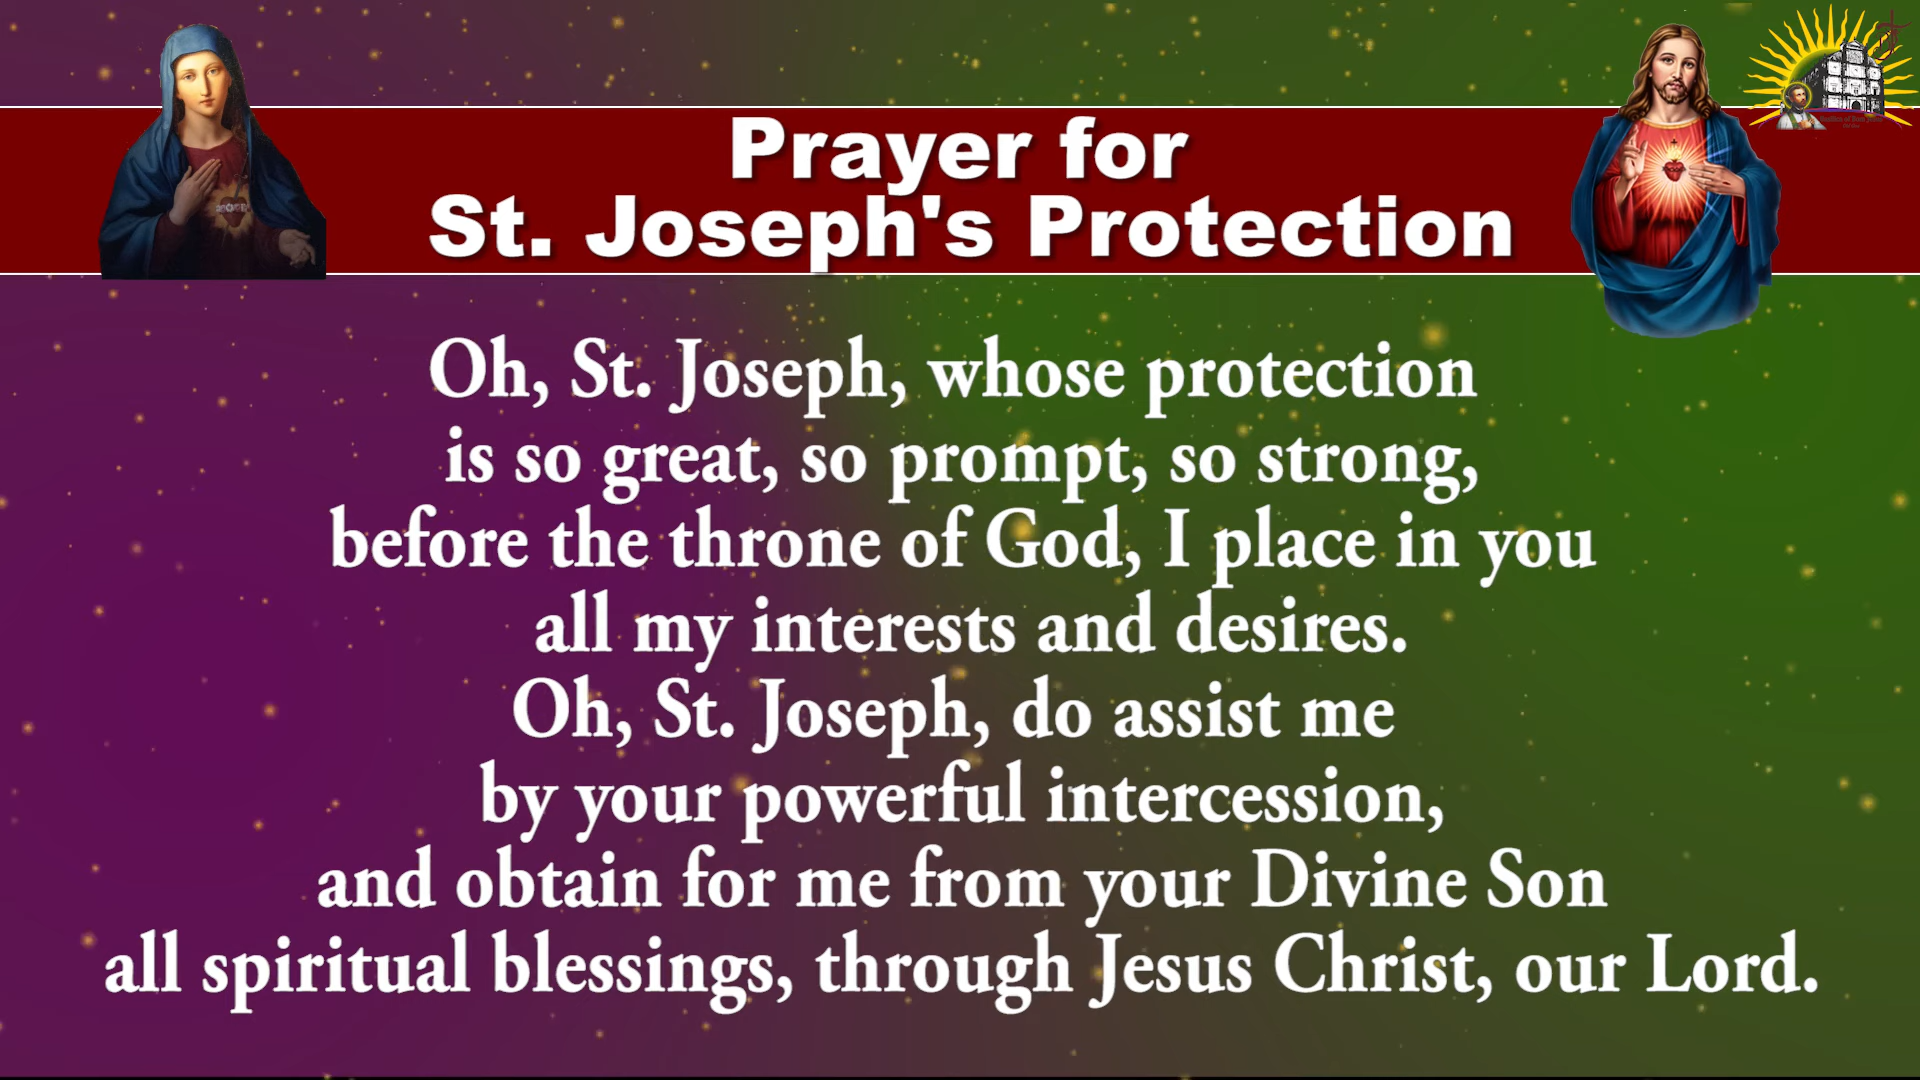 Prayer for
St. Joseph's Protection
Oh, St. Joseph, whose protection
is so great, so prompt, so strong,
before the throne of God, I place in you
all my interests and desires.
Oh, St. Joseph, do assist me
by your powerful intercession,
and obtain for me from your Divine Son
all spiritual blessings, through Jesus Christ, our Lord.